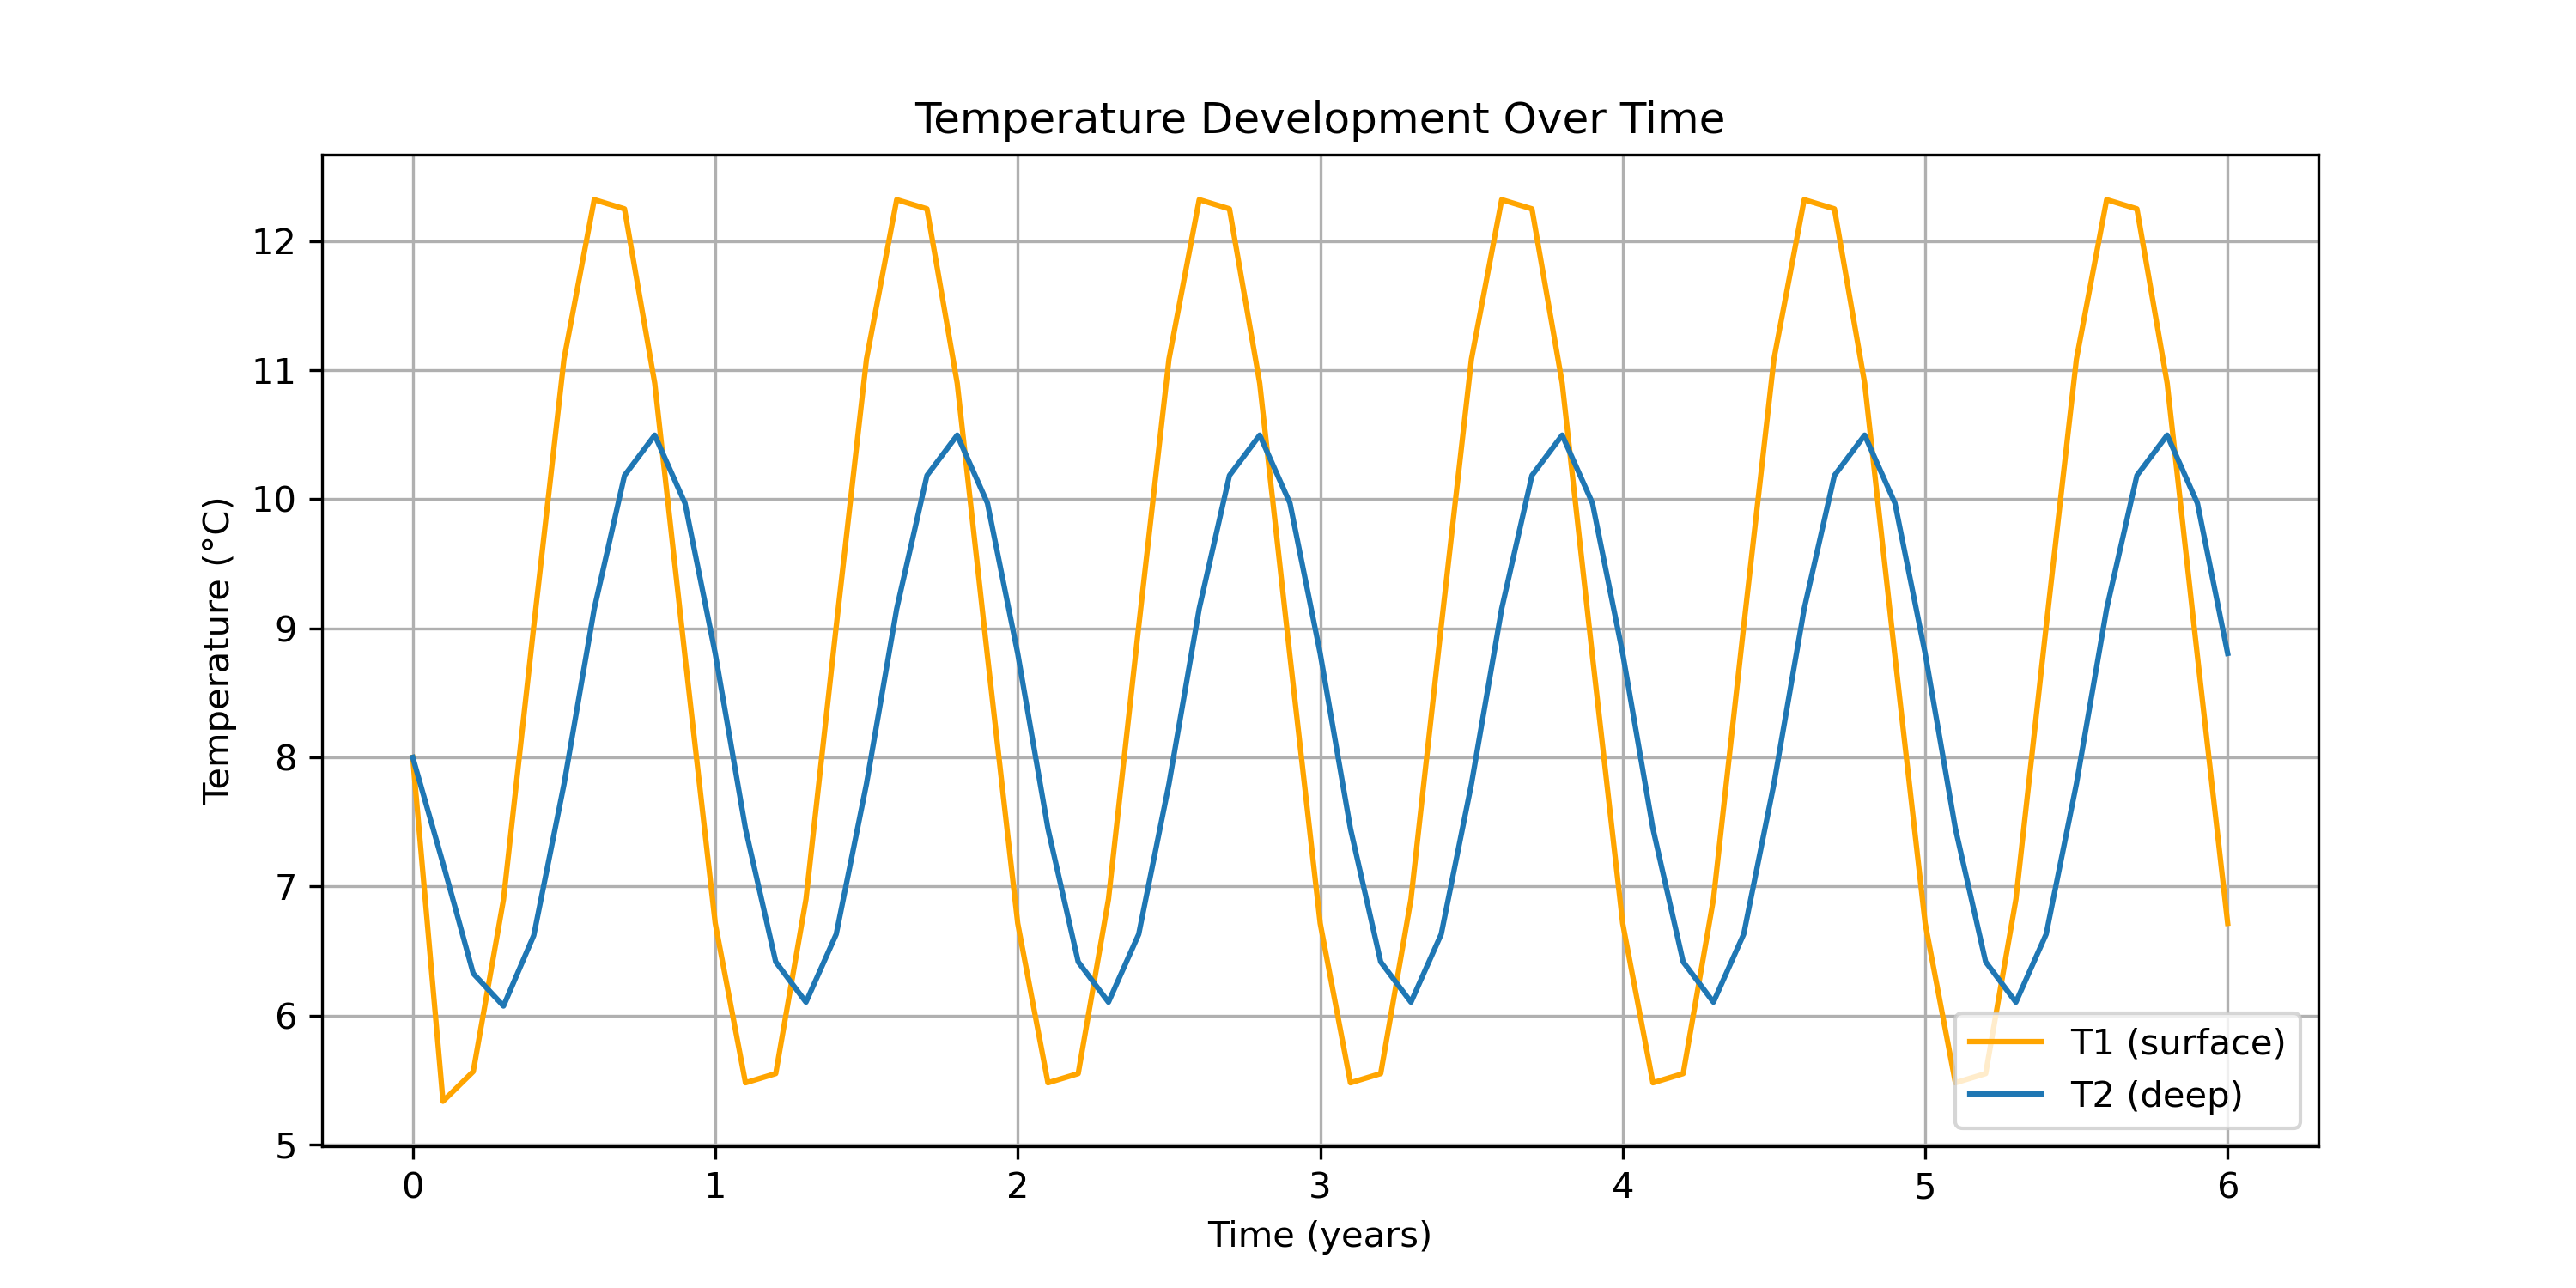 Temperature Development Over Time
Temperature (°C)
12
11
10
9
8
7
6
5
0 1 2 3 4 5 6
Time (years)
T1 (surface)
T2 (deep)